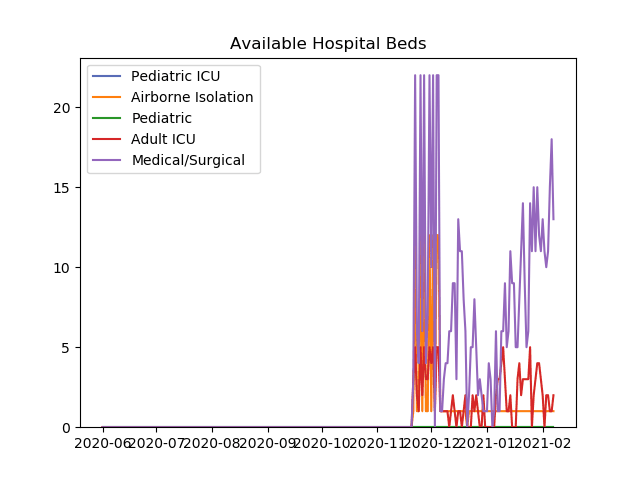 Available Hospital Beds
Pediatric ICU
Airborne Isolation
Pediatric
Adult ICU
Medical/Surgical
20
15
10
5
0
2020-06 2020-07 2020-08 2020-09 2020-10 2020-11 2020-12 2021-01 2021-02